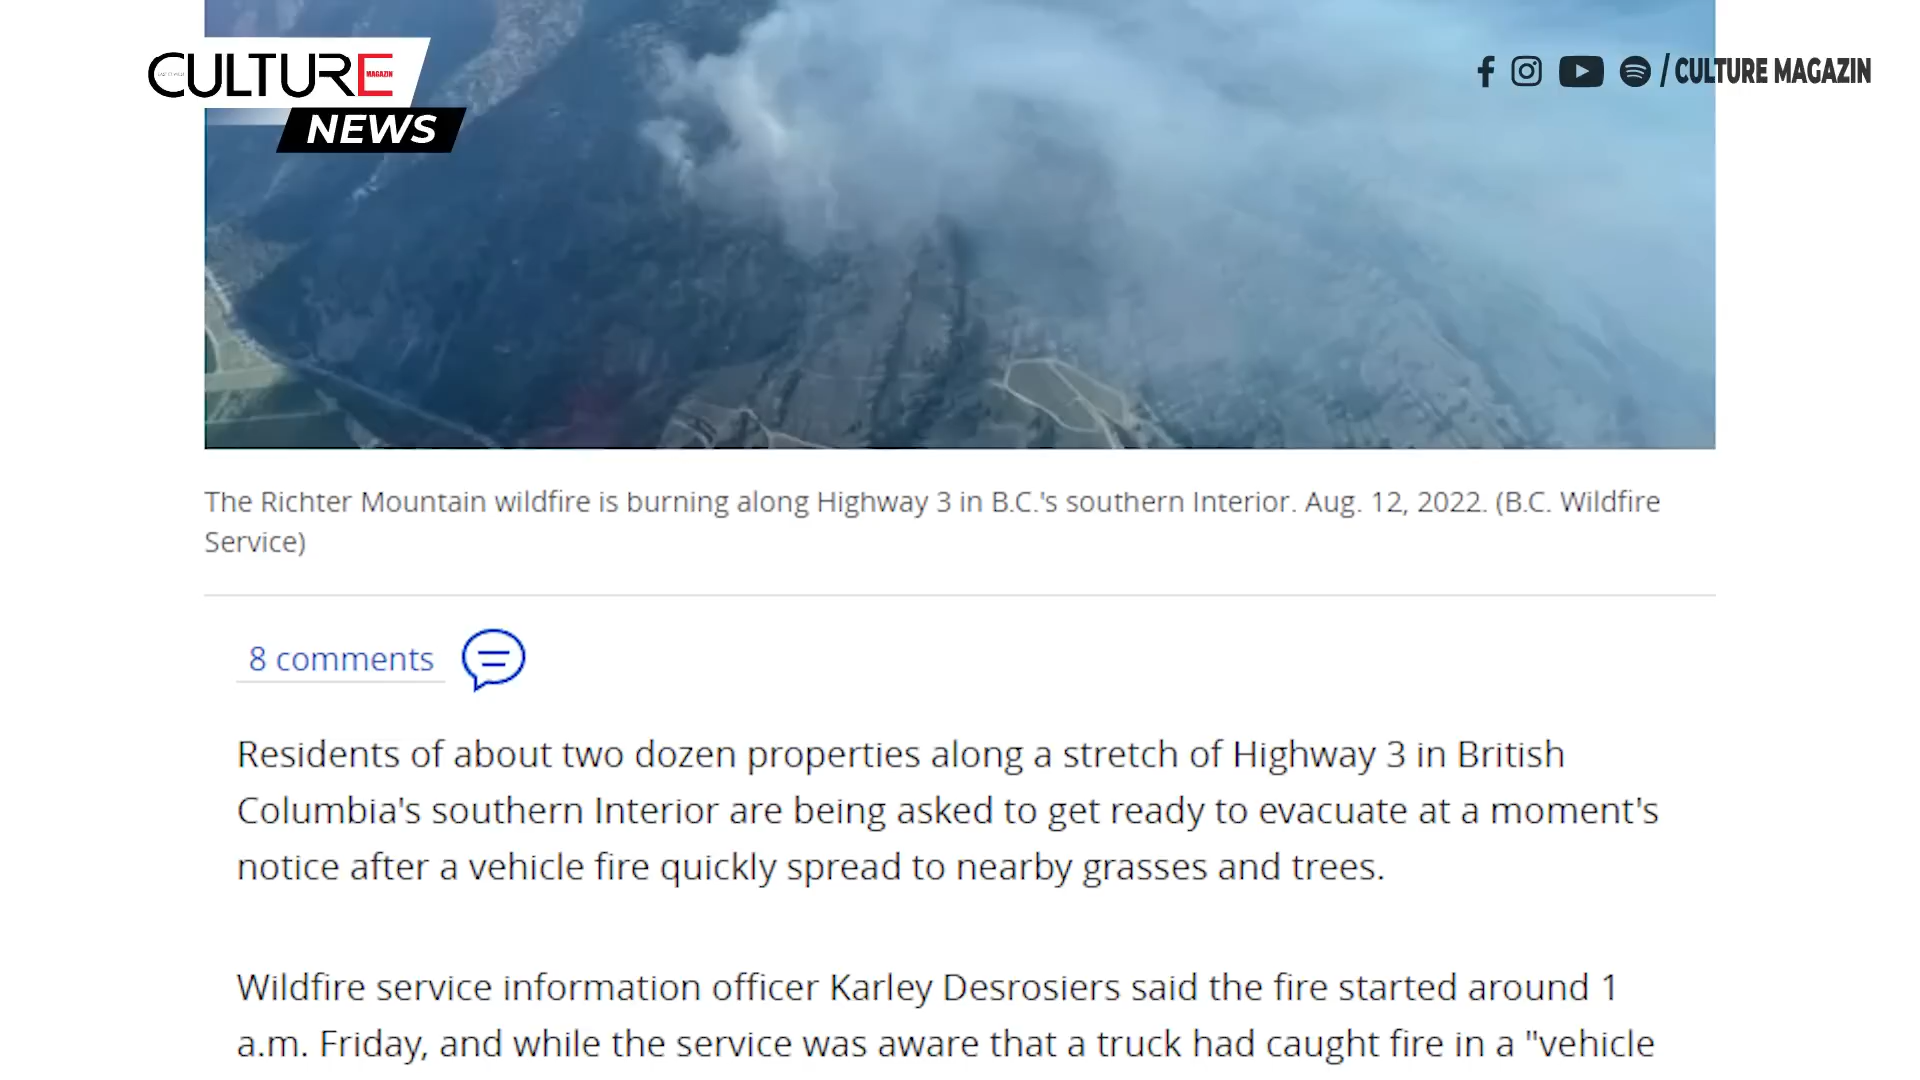 CULTURE
MAGAZIN
NEWS
/ CULTURE MAGAZIN
The Richter Mountain wildfire is burning along Highway 3 in B.C.'s southern Interior. Aug. 12, 2022. (B.C. Wildfire
Service)
8 comments
Residents of about two dozen properties along a stretch of Highway 3 in British
Columbia's southern Interior are being asked to get ready to evacuate at a moment's
notice after a vehicle fire quickly spread to nearby grasses and trees.
Wildfire service information officer Karley Desrosiers said the fire started around 1
a.m. Friday, and while the service was aware that a truck had caught fire in a "vehicle